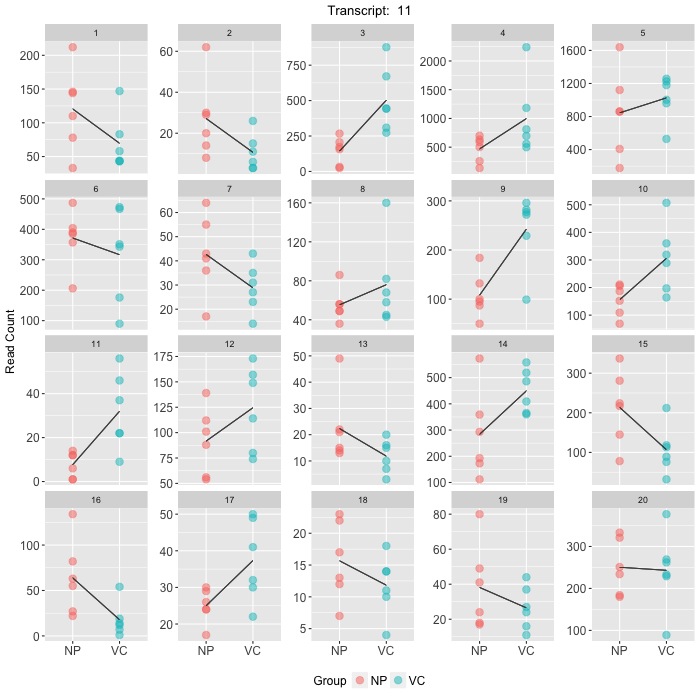 Transcript: 11
1 2 3 4 5
200 150 100 50
60 40 20
750 500 250 0
2000 1500 1000 500
1600 1200 800 400
6 7 8 9 10
500 400 300 200 100
60 50 40 30 20
160 120 80 40
300 200 100
500 400 300 200 100
Read Count
11 12 13 14 15
40 20 0
175 150 125 100 75 50
50 40 30 20 10
500 400 300 200 100
300 200 100
16 17 18 19 20
100 50 0
50 40 30 20
20 15 10 5
80 60 40 20
300 200 100
NP VC NP VC NP VC NP VC NP VC
Group NP VC